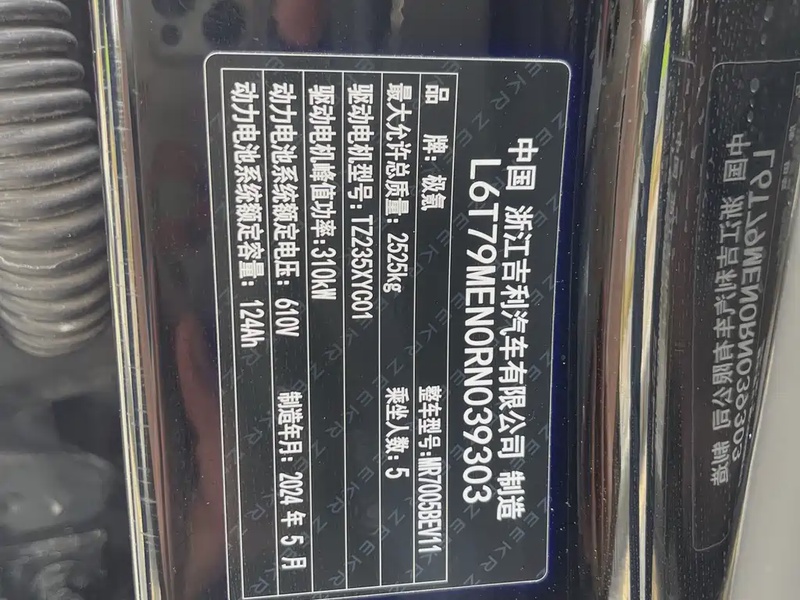 中国 浙江吉利汽车有限公司 制造
L6T79MEN0RN039303
品 牌：极氪 整车型号：MR7005BEV11
最大允许总质量：2525kg 乘坐人数：5
驱动电机型号：TZ235XYC01
驱动电机峰值功率：310kW
动力电池系统额定电压：610V 制造年月：2024 年 5 月
动力电池系统额定容量：124Ah